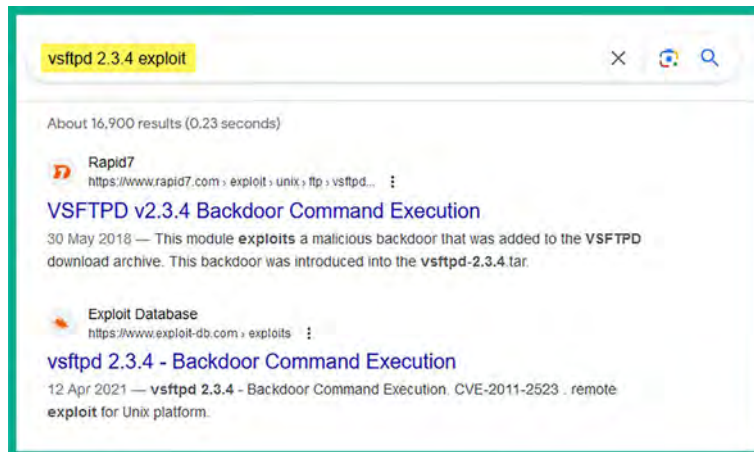 vsftpd 2.3.4 exploit
About 16,900 results (0.23 seconds)
Rapid7
https://www.rapid7.com › exploit › unix › ftp › vsftpd...
VSFTPD v2.3.4 Backdoor Command Execution
30 May 2018 — This module exploits a malicious backdoor that was added to the VSFTPD
download archive. This backdoor was introduced into the vsftpd-2.3.4.tar.
Exploit Database
https://www.exploit-db.com › exploits
vsftpd 2.3.4 - Backdoor Command Execution
12 Apr 2021 — vsftpd 2.3.4 - Backdoor Command Execution. CVE-2011-2523 . remote
exploit for Unix platform.